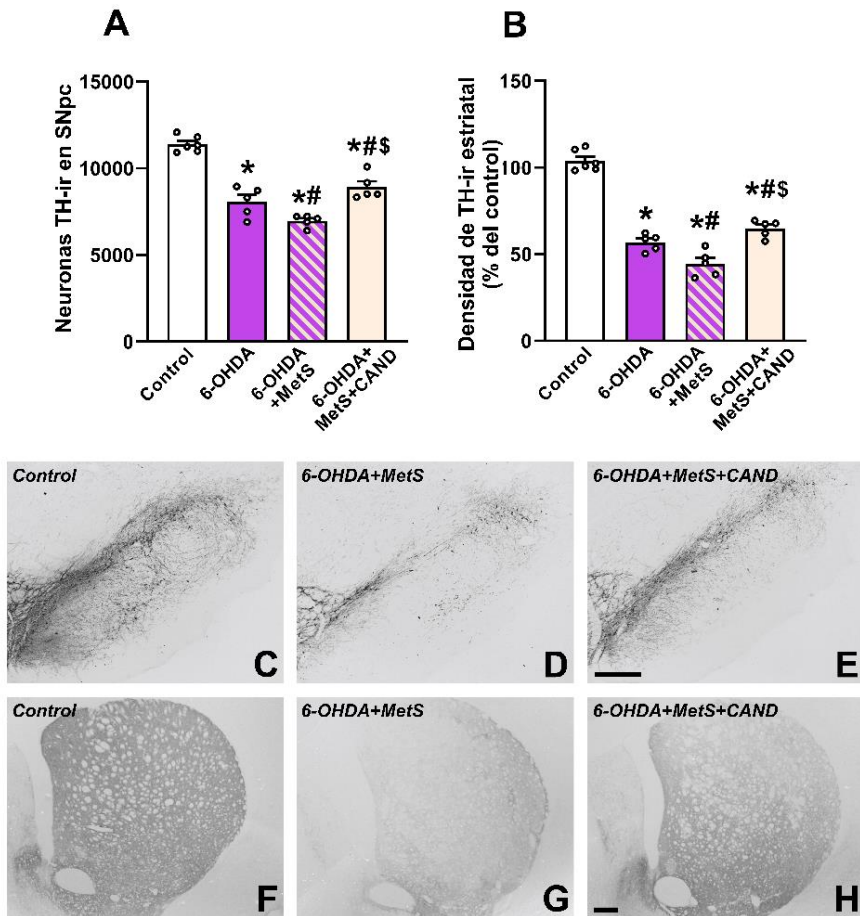 A
Neuronas TH-ir en SNpc
15000
10000
5000
0
*
*#
*#$
Control
6-OHDA
6-OHDA
+MetS
6-OHDA+
MetS+CAND
B
Densidad de TH-ir estriatal
(% del control)
150
100
50
0
*
*#
*#$
Control
6-OHDA
6-OHDA
+MetS
6-OHDA+
MetS+CAND
Control
C
6-OHDA+MetS
D
6-OHDA+MetS+CAND
E
Control
F
6-OHDA+MetS
G
6-OHDA+MetS+CAND
H